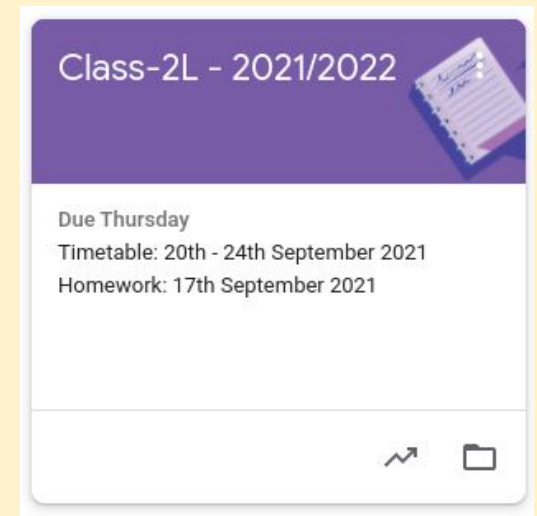 Class-2L - 2021/2022
Due Thursday
Timetable: 20th - 24th September 2021
Homework: 17th September 2021